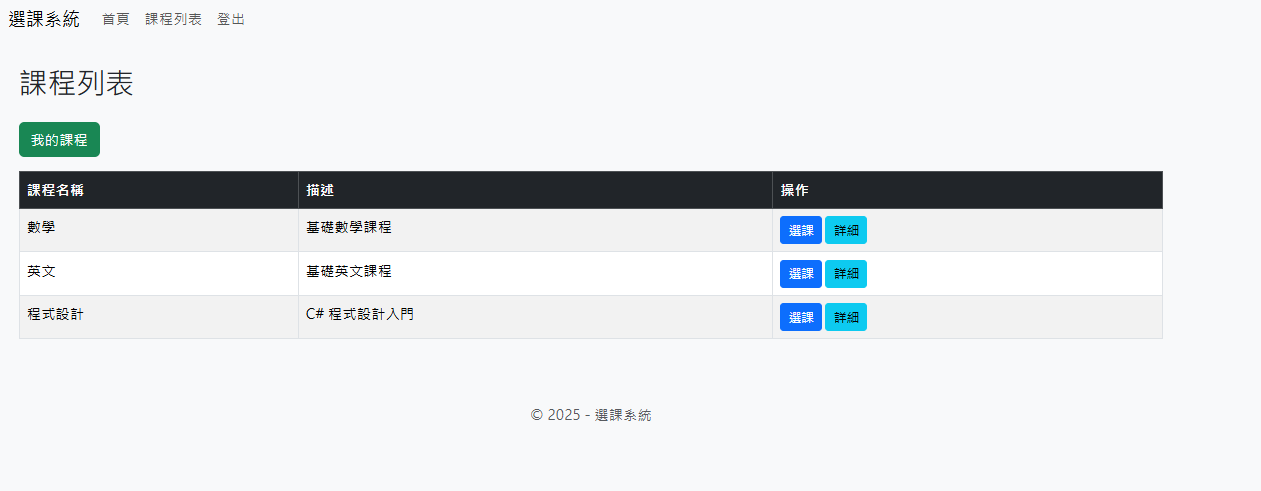 選課系統 首頁 課程列表 登出
課程列表
我的課程
課程名稱 描述 操作
數學 基礎數學課程 選課 詳細
英文 基礎英文課程 選課 詳細
程式設計 C# 程式設計入門 選課 詳細
© 2025 - 選課系統